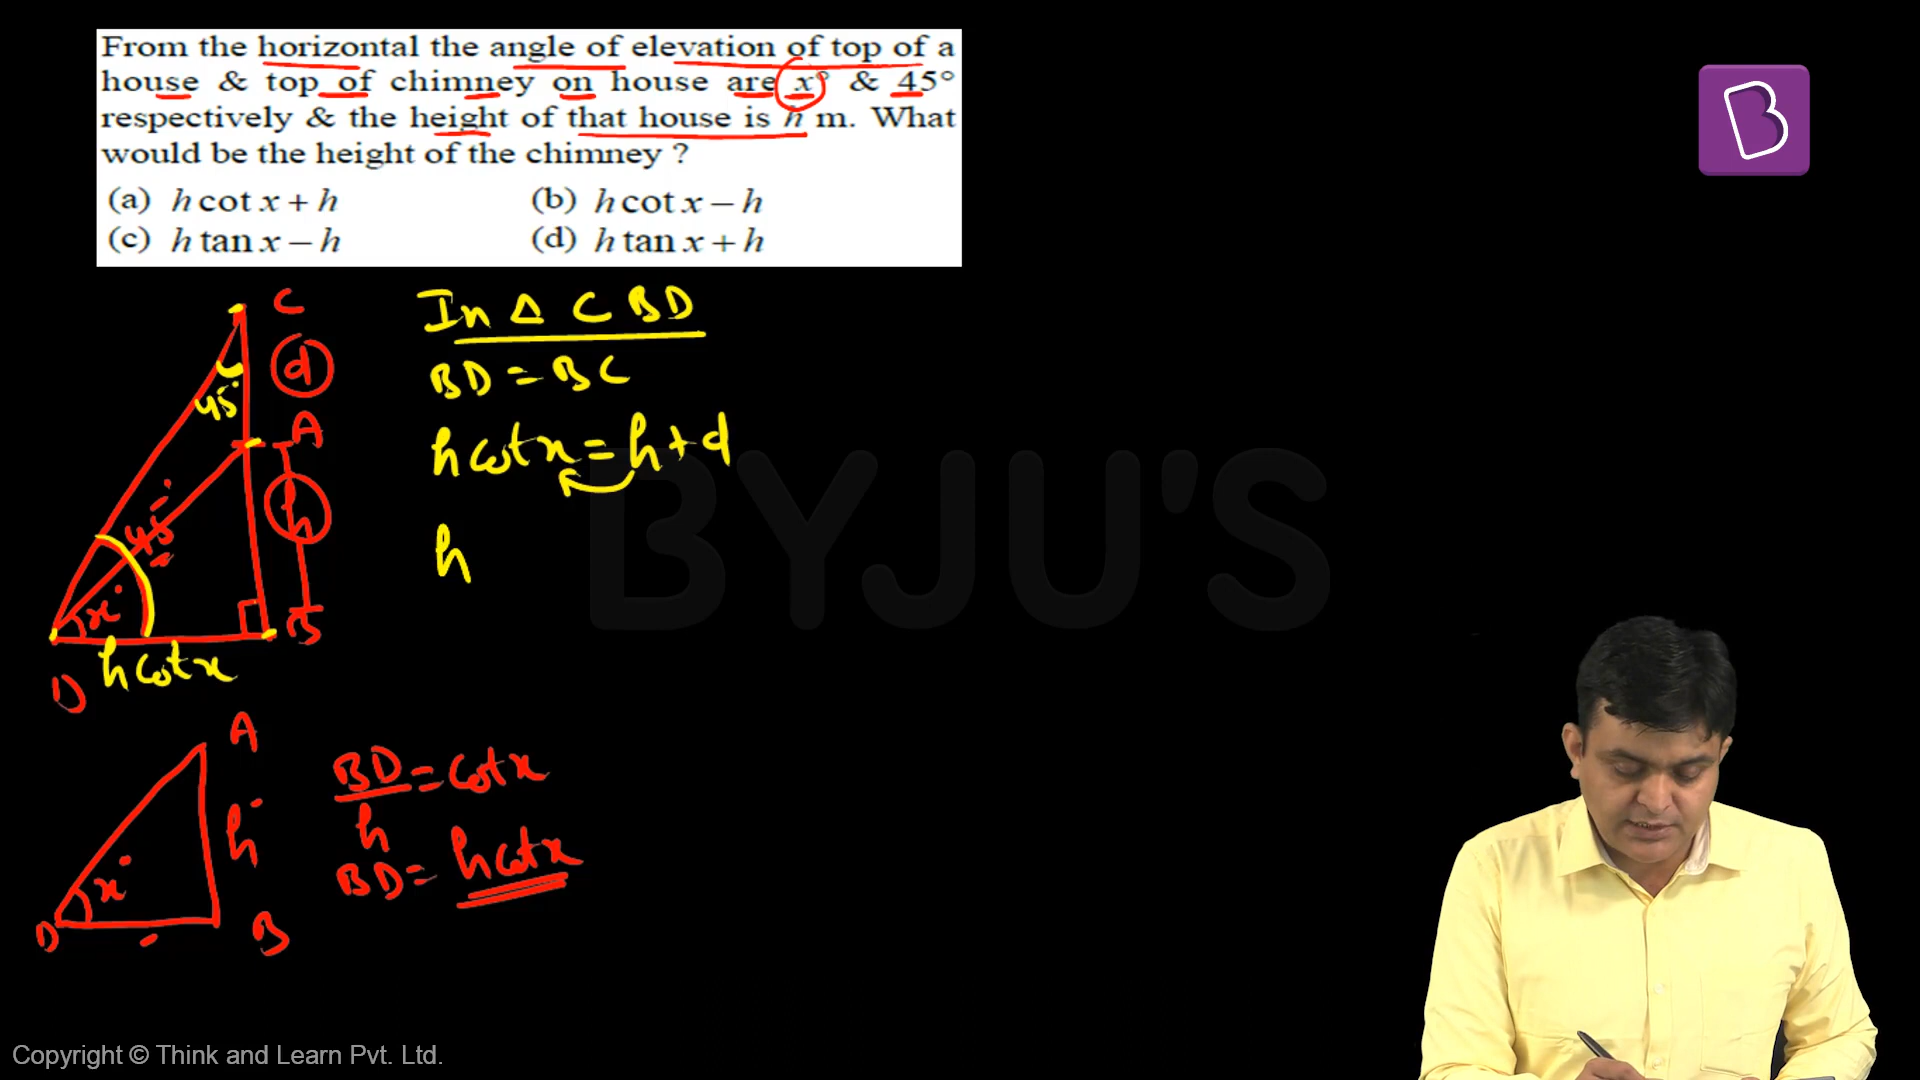 From the horizontal the angle of elevation of top of a
house & top of chimney on house are x° & 45°
respectively & the height of that house is h m. What
would be the height of the chimney ?
(a) h cot x + h (b) h cot x – h
(c) h tan x – h (d) h tan x + h
B
C
d
45°
A
h
45°
x°
B
h cot x
D
In Δ CBD
BD = BC
h cot x = h + d
h
BYJU'S
A
h
x°
D
B
BD/h = cot x
BD = h cot x
Copyright © Think and Learn Pvt. Ltd.